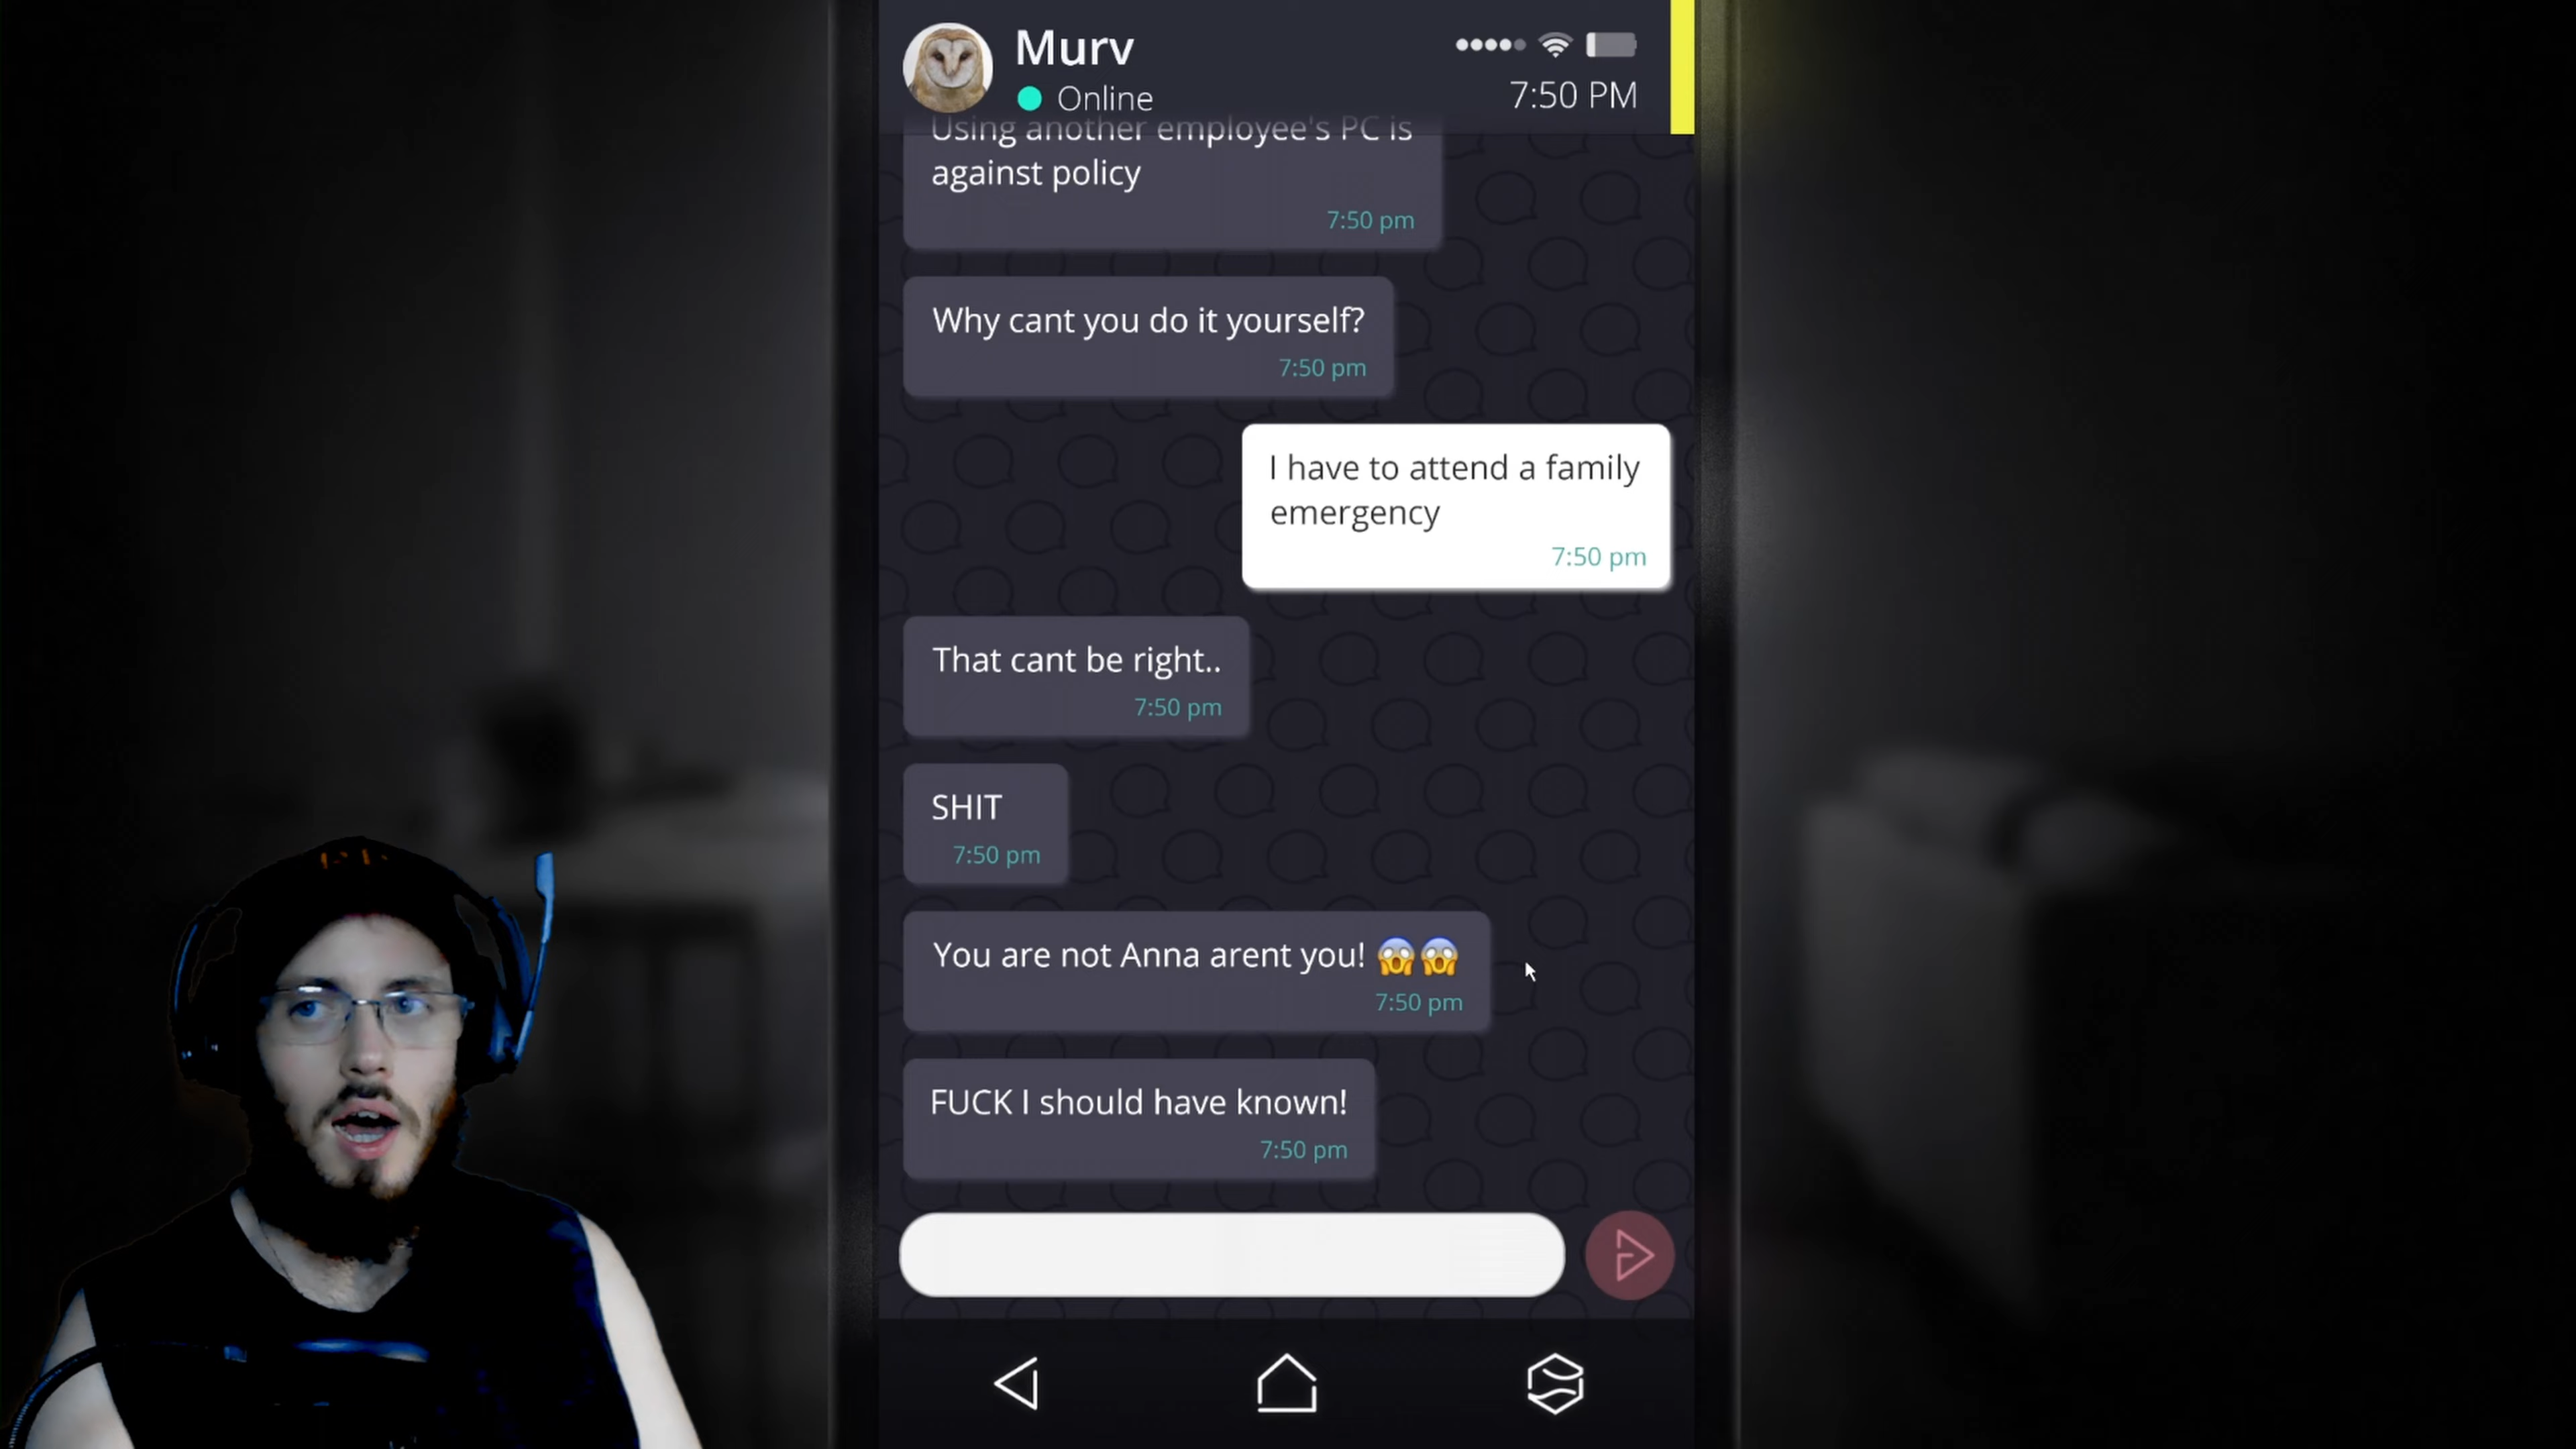 Murv
Online
7:50 PM
Using another employee's PC is
against policy
7:50 pm
Why cant you do it yourself?
7:50 pm
I have to attend a family
emergency
7:50 pm
That cant be right..
7:50 pm
SHIT
7:50 pm
You are not Anna arent you! 😱😱
7:50 pm
FUCK I should have known!
7:50 pm